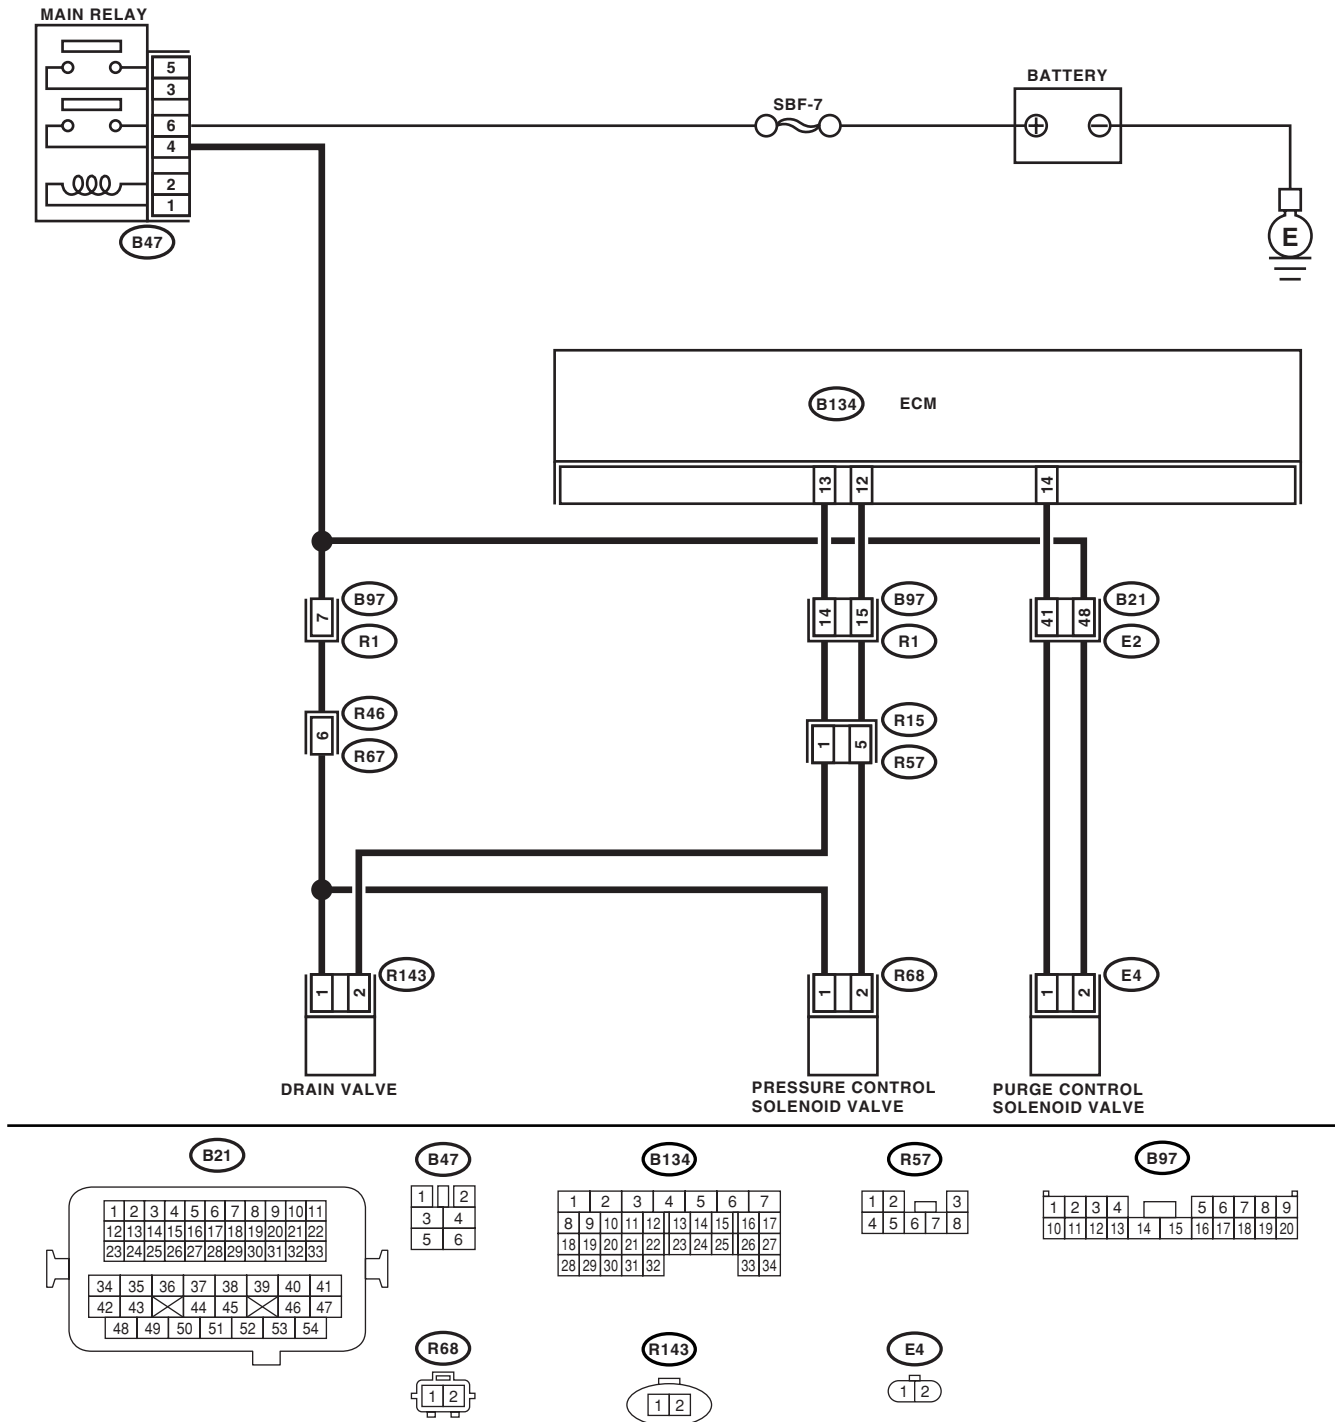 MAIN RELAY
5
3
6
4
2
1
B47
SBF-7
BATTERY
E
B134 ECM
13 12 14
7 B97
R1
14 15 B97
R1
41 48 B21
E2
6 R46
R67
1 5 R15
R57
1 2 R143
1 2 R68
1 2 E4
DRAIN VALVE
PRESSURE CONTROL
SOLENOID VALVE
PURGE CONTROL
SOLENOID VALVE
B21
1 2 3 4 5 6 7 8 9 10 11
12 13 14 15 16 17 18 19 20 21 22
23 24 25 26 27 28 29 30 31 32 33
34 35 36 37 38 39 40 41
42 43 44 45 46 47
48 49 50 51 52 53 54
B47
1 2
3 4
5 6
B134
1 2 3 4 5 6 7
8 9 10 11 12 13 14 15 16 17
18 19 20 21 22 23 24 25 26 27
28 29 30 31 32 33 34
R57
1 2 3
4 5 6 7 8
B97
1 2 3 4 5 6 7 8 9
10 11 12 13 14 15 16 17 18 19 20
R68
1 2
R143
1 2
E4
1 2